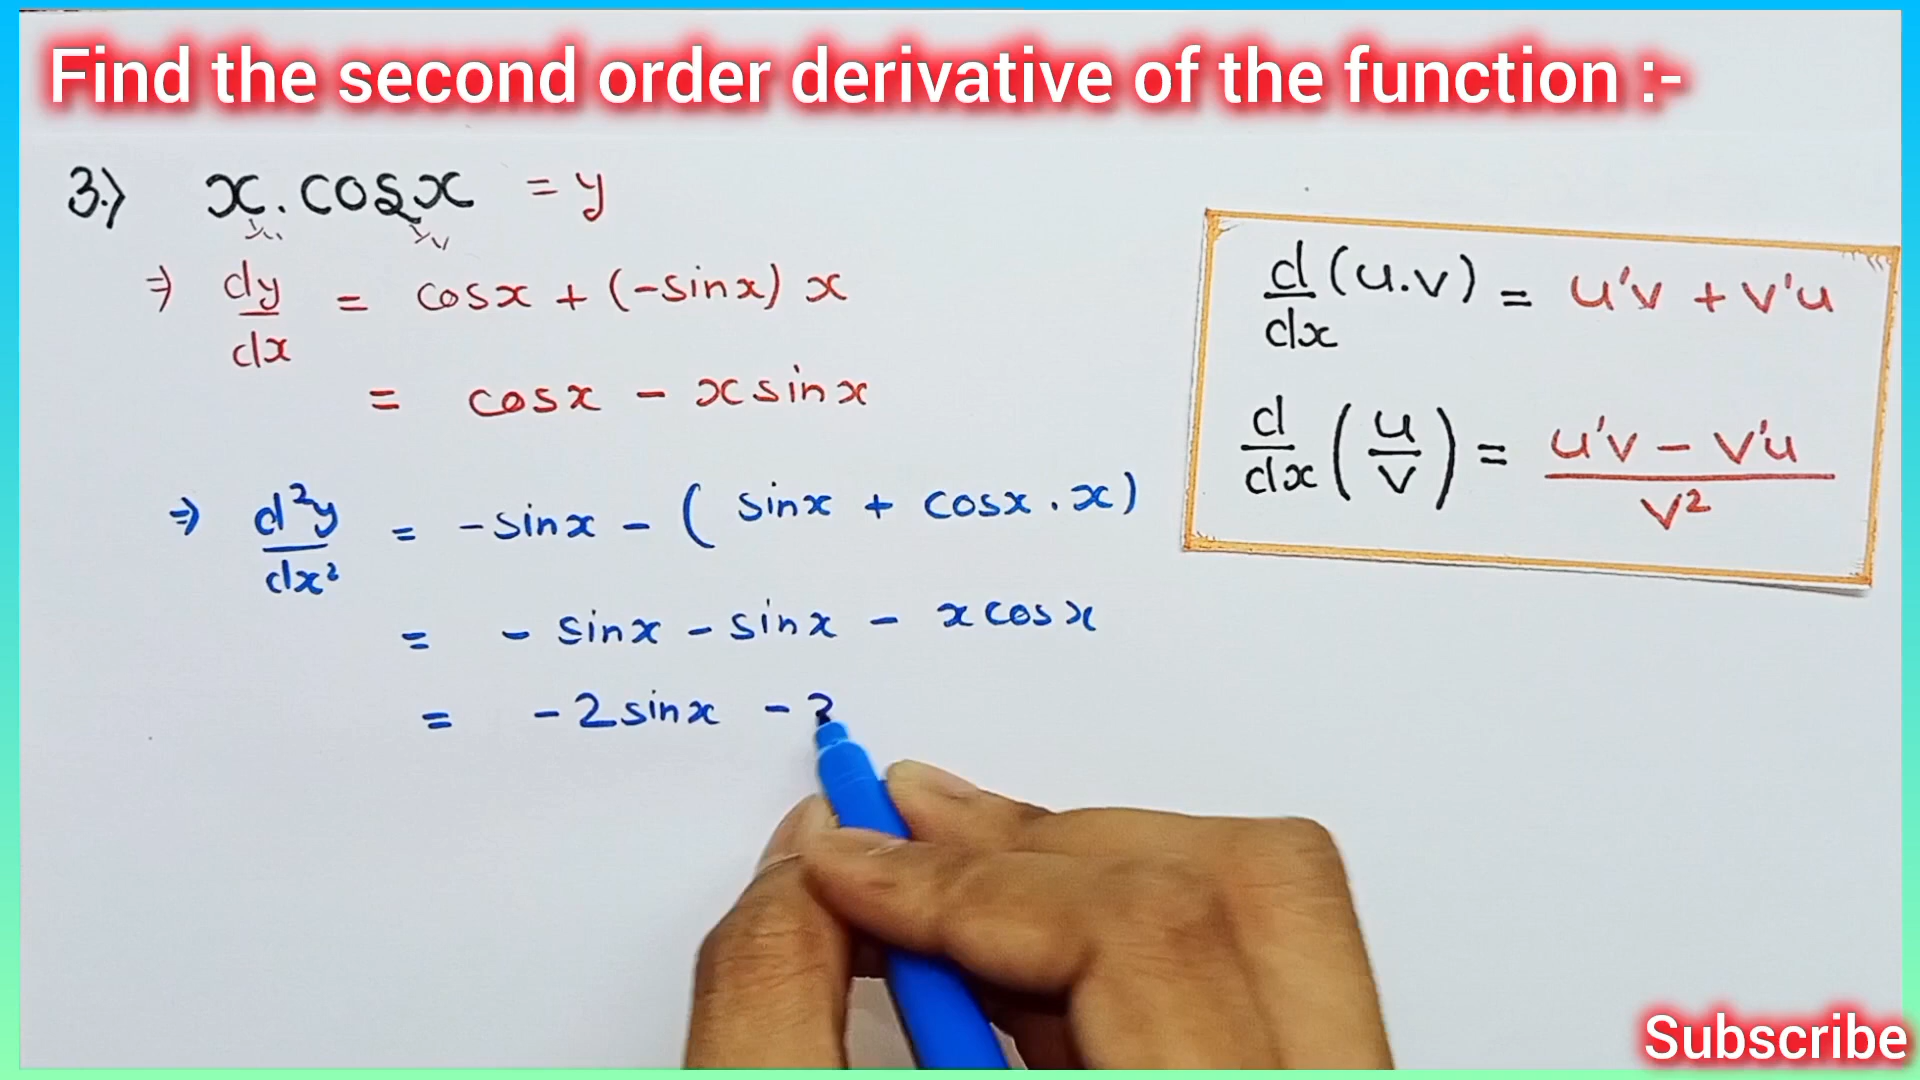 Find the second order derivative of the function :-
3.) x.cosx = y
⇒ dy/dx = cosx + (-sinx) x
= cosx - xsinx
⇒ d²y/dx² = -sinx - ( sinx + cosx . x)
= - sinx - sinx - xcosx
= - 2sinx -
d/dx (u.v) = u'v + v'u
d/dx (u/v) = u'v - v'u / v²
Subscribe